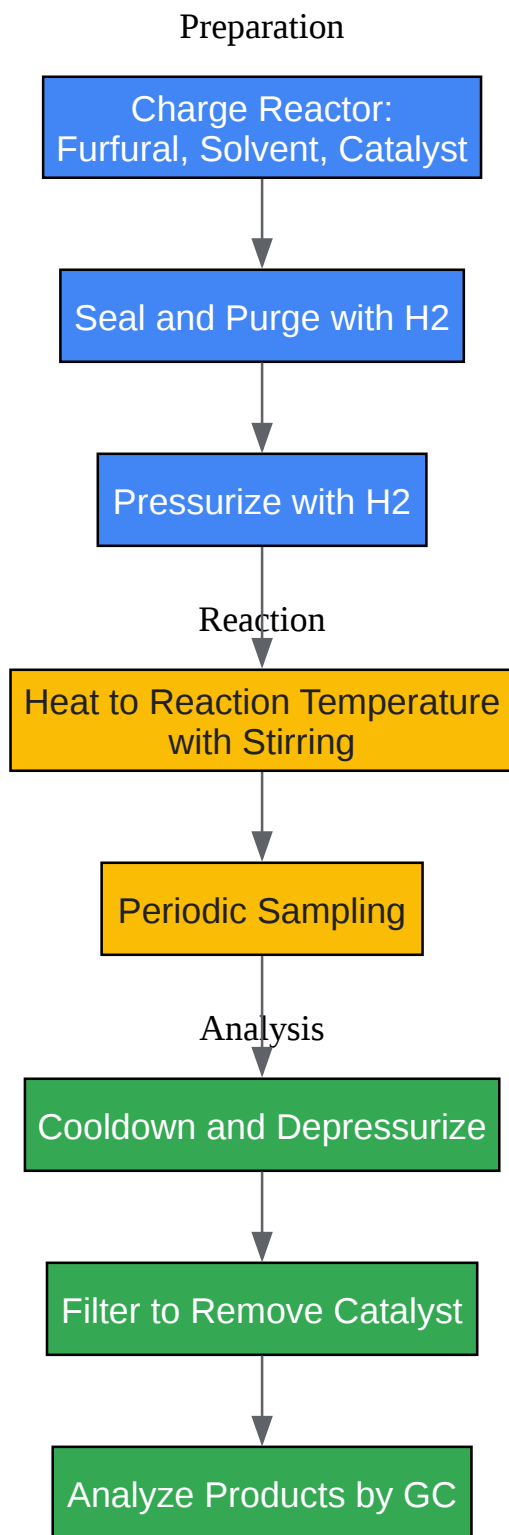 Preparation
Charge Reactor:
Furfural, Solvent, Catalyst
Seal and Purge with H2
Pressurize with H2
Reaction
Heat to Reaction Temperature
with Stirring
Periodic Sampling
Analysis
Cooldown and Depressurize
Filter to Remove Catalyst
Analyze Products by GC